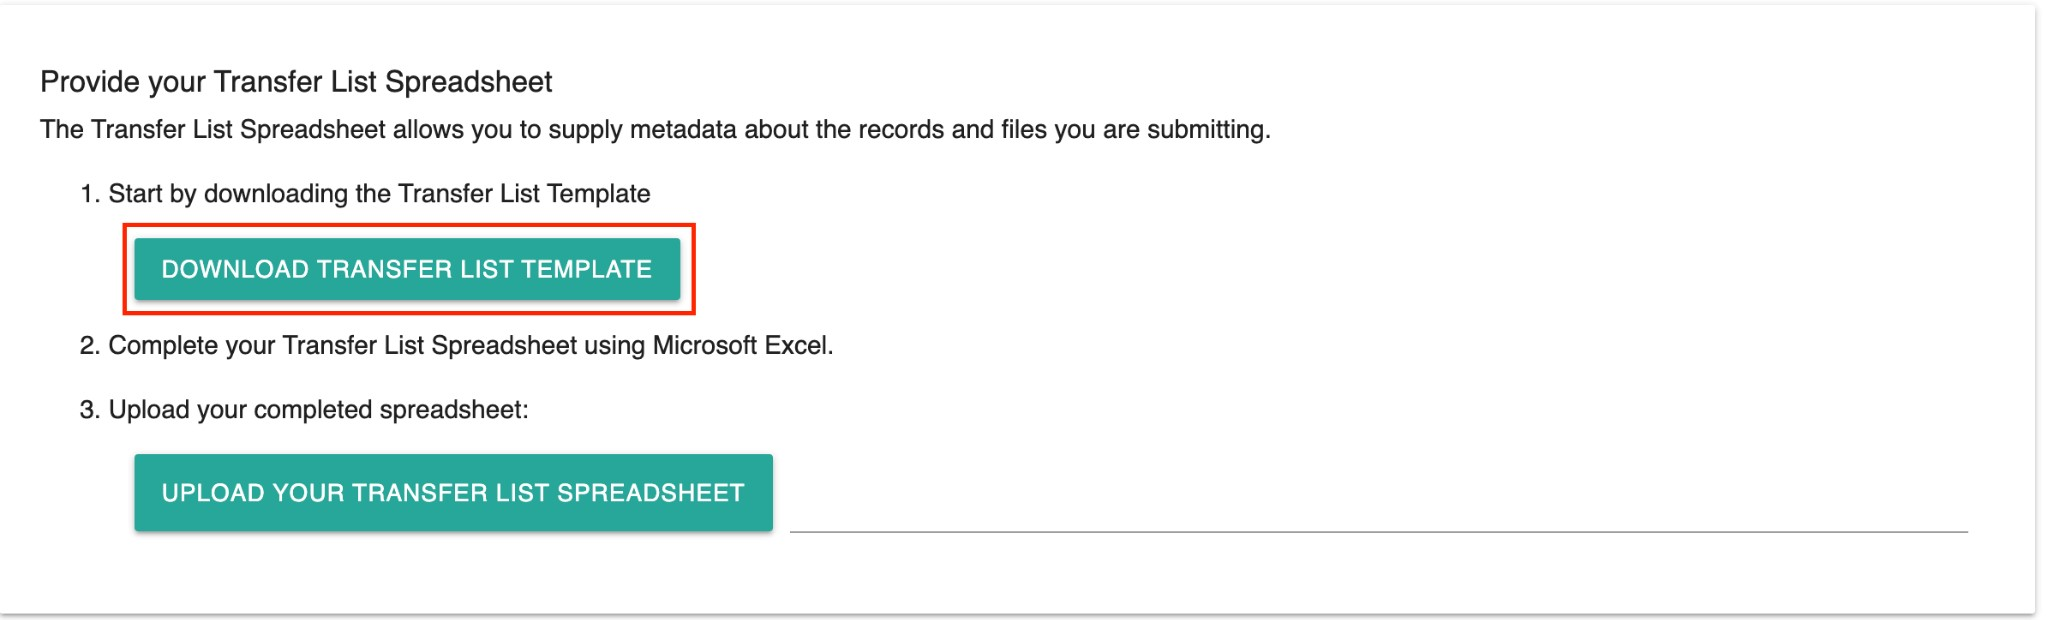 Provide your Transfer List Spreadsheet
The Transfer List Spreadsheet allows you to supply metadata about the records and files you are submitting.
1. Start by downloading the Transfer List Template
DOWNLOAD TRANSFER LIST TEMPLATE
2. Complete your Transfer List Spreadsheet using Microsoft Excel.
3. Upload your completed spreadsheet:
UPLOAD YOUR TRANSFER LIST SPREADSHEET